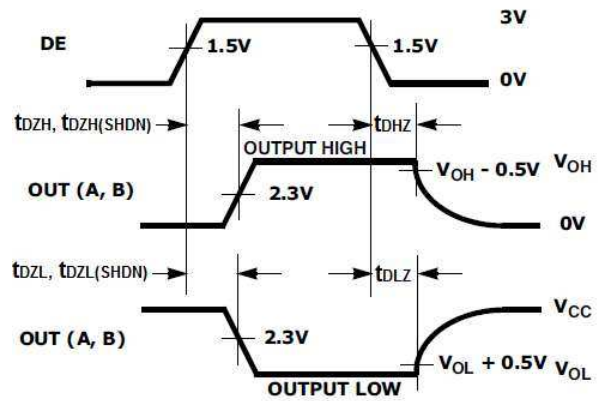 3V
DE
1.5V
1.5V
0V
tDZH, tDZH(SHDN)
tDHZ
OUTPUT HIGH
VOH - 0.5V
VOH
OUT (A, B)
2.3V
0V
tDZL, tDZL(SHDN)
tDLZ
VCC
OUT (A, B)
2.3V
VOL + 0.5V
VOL
OUTPUT LOW